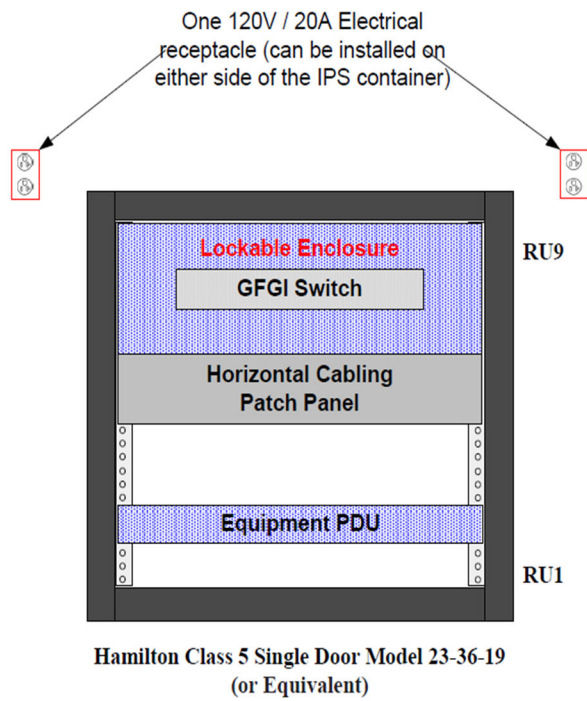 One 120V / 20A Electrical
receptacle (can be installed on
either side of the IPS container)
Lockable Enclosure
RU9
GFGI Switch
Horizontal Cabling
Patch Panel
Equipment PDU
RU1
Hamilton Class 5 Single Door Model 23-36-19
(or Equivalent)